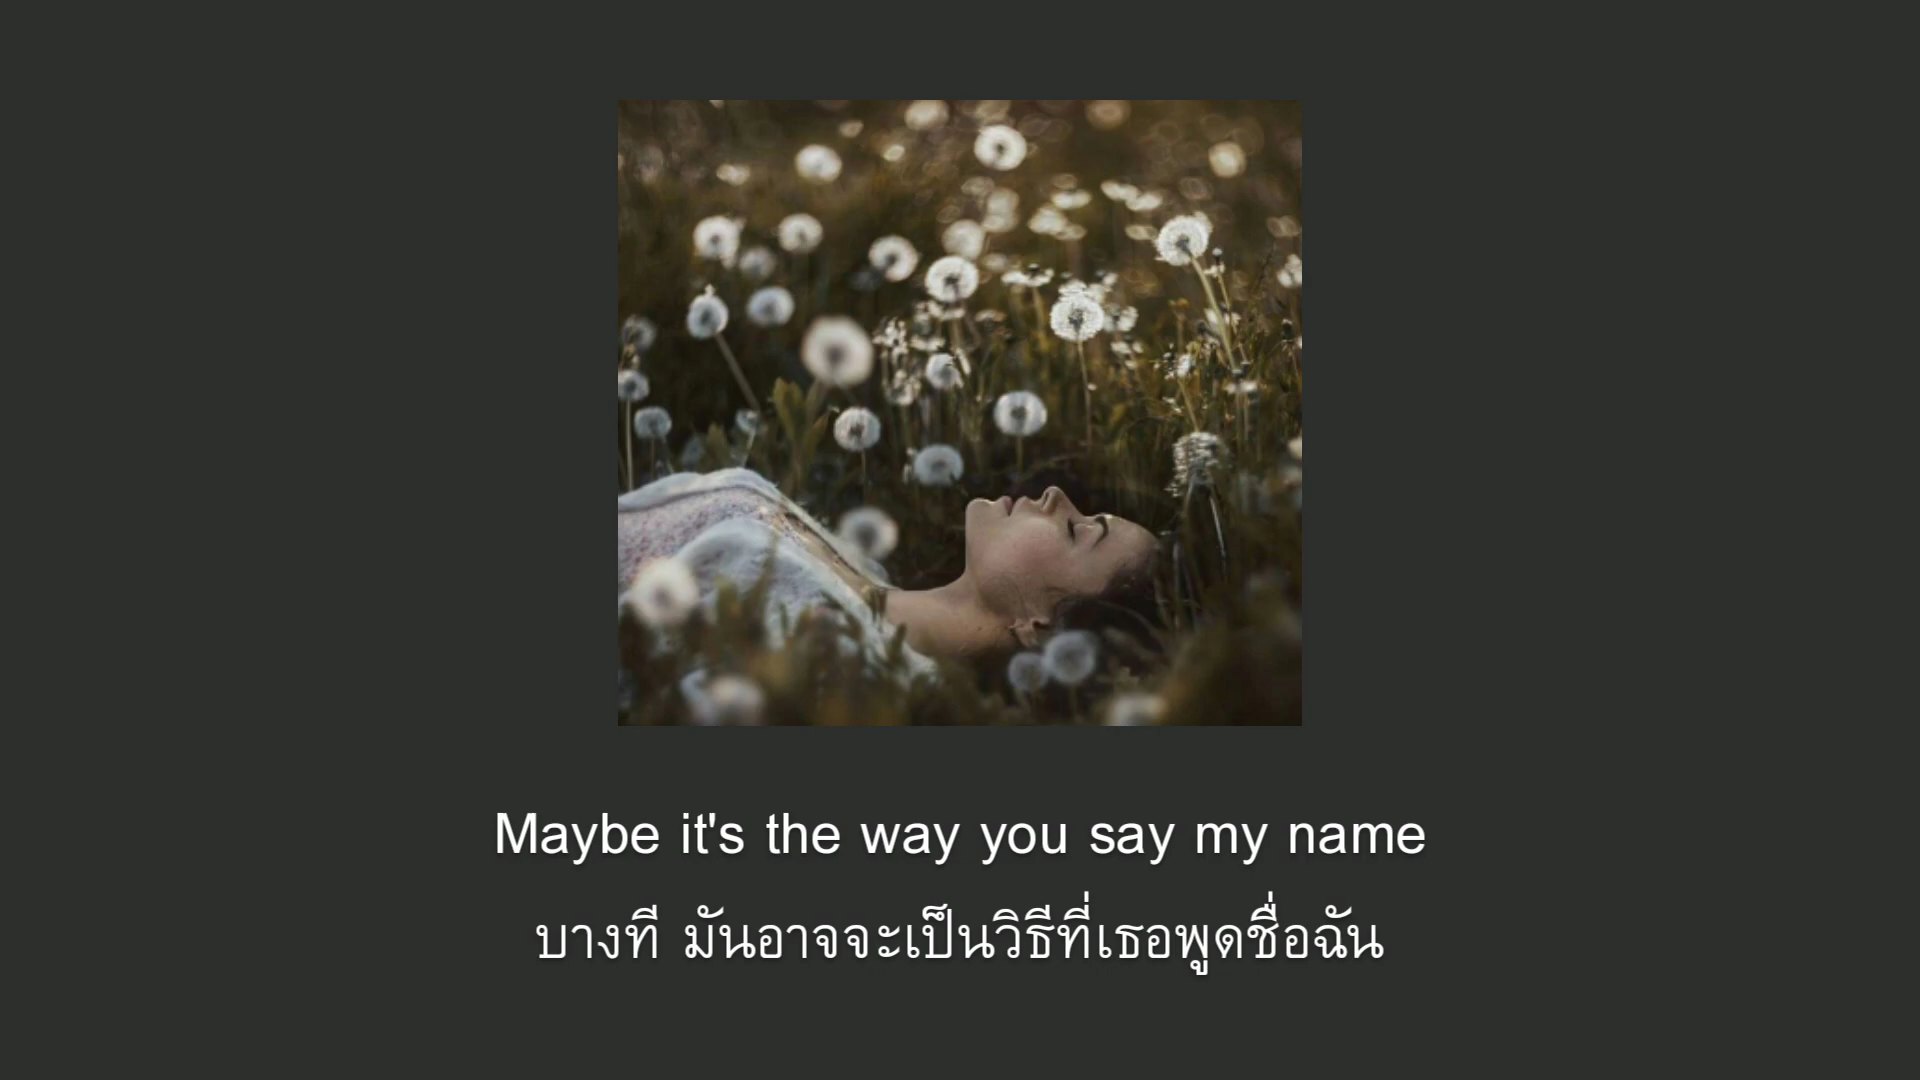 Maybe it's the way you say my name
บางที มันอาจจะเป็นวิธีที่เธอพูดชื่อฉัน